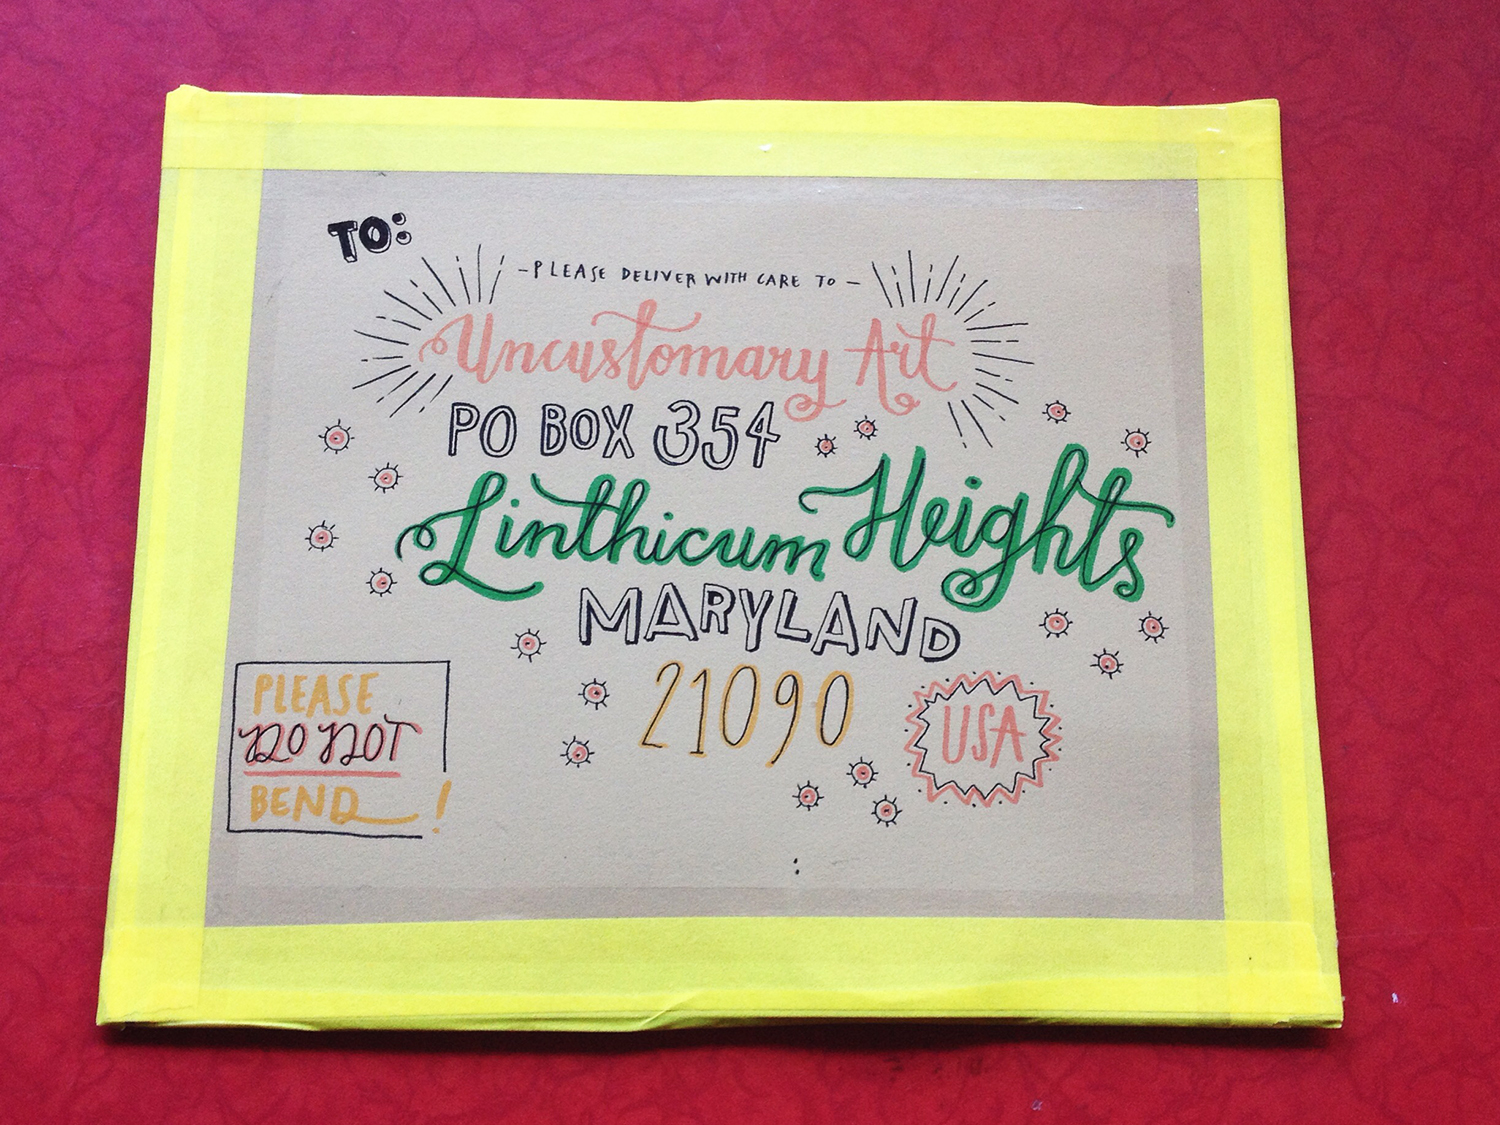 TO:
-PLEASE DELIVER WITH CARE TO-
Uncustomary Art
PO BOX 354
Linthicum Heights
MARYLAND
21090
USA
PLEASE
DO NOT
BEND!